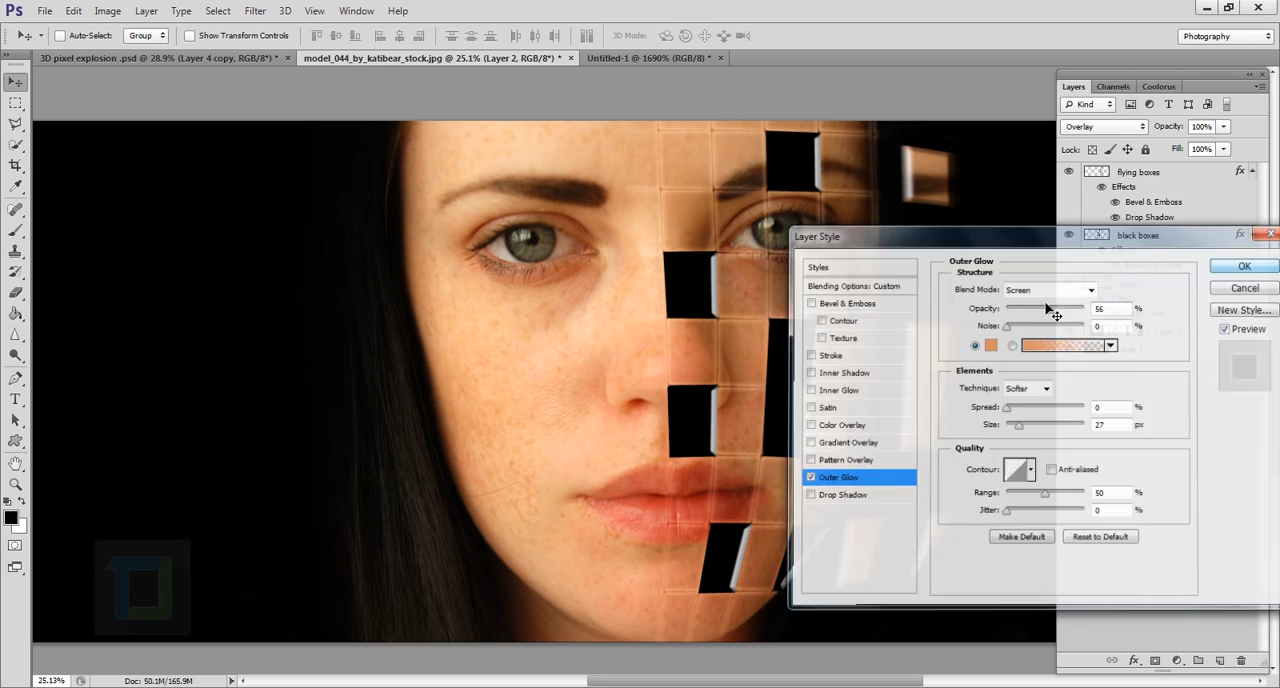 Ps File Edit Image Layer Type Select Filter 3D View Window Help
Auto-Select: Group Show Transform Controls 3D Mode: Photography
3D pixel explosion .psd @ 28.9% (Layer 4 copy, RGB/8*) * × model_044_by_katibear_stock.jpg @ 25.1% (Layer 2, RGB/8*) * × Untitled-1 @ 1690% (RGB/8) * ×
Layers Channels Coolorus
Kind
Overlay Opacity: 100%
Lock: Fill: 100%
flying boxes fx
Effects
Bevel & Emboss
Drop Shadow
black boxes fx
Layer Style
Styles
Blending Options: Custom
Bevel & Emboss
Contour
Texture
Stroke
Inner Shadow
Inner Glow
Satin
Color Overlay
Gradient Overlay
Pattern Overlay
Outer Glow
Drop Shadow
Outer Glow
Structure
Blend Mode: Screen
Opacity: 56 %
Noise: 0 %
Elements
Technique: Softer
Spread: 0 %
Size: 27 px
Quality
Contour: Anti-aliased
Range: 50 %
Jitter: 0 %
Make Default Reset to Default
OK
Cancel
New Style...
Preview
fx
25.13% Doc: 50.1M/165.9M